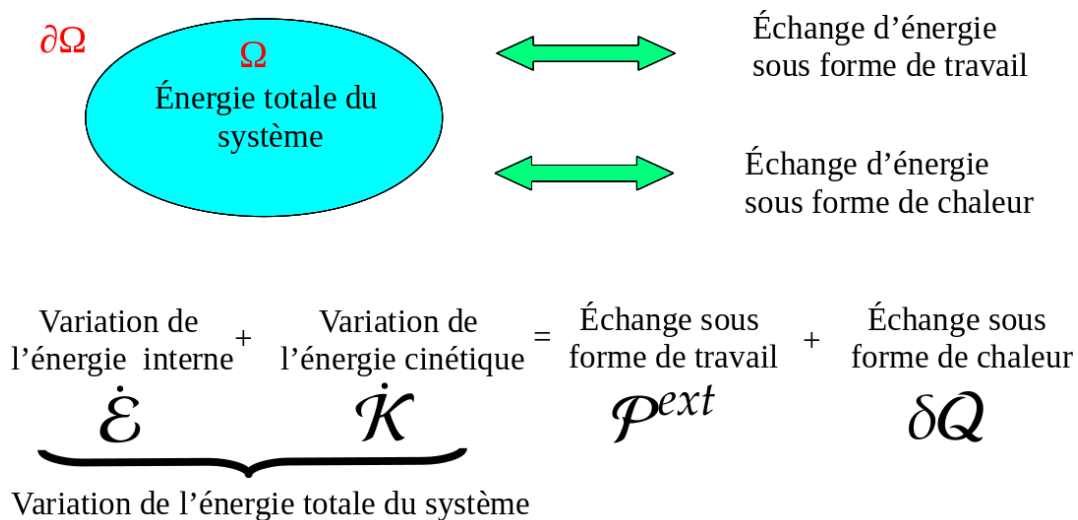 ∂Ω
Ω
Énergie totale du
système
Échange d’énergie
sous forme de travail
Échange d’énergie
sous forme de chaleur
Variation de
l’énergie interne
+
Variation de
l’énergie cinétique
=
Échange sous
forme de travail
+
Échange sous
forme de chaleur
ℰ̇
𝒦̇
𝒫ᵉˣᵗ
δ𝒬
Variation de l’énergie totale du système